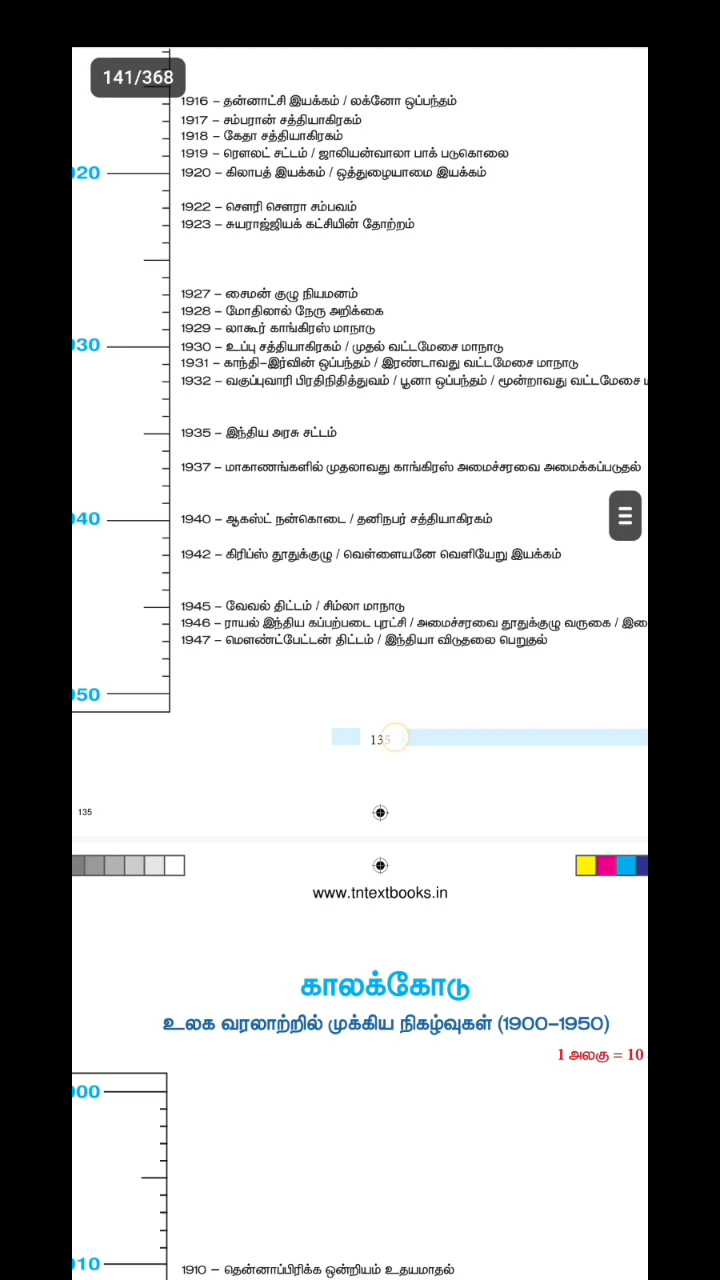 141/368
1916 – தன்னாட்சி இயக்கம் / லக்னோ ஒப்பந்தம்
1917 – சம்பரான் சத்தியாகிரகம்
1918 – கேதா சத்தியாகிரகம்
1919 – ரௌலட் சட்டம் / ஜாலியன்வாலா பாக் படுகொலை
20
1920 – கிலாபத் இயக்கம் / ஒத்துழையாமை இயக்கம்
1922 – சௌரி சௌரா சம்பவம்
1923 – சுயராஜ்ஜியக் கட்சியின் தோற்றம்
1927 – சைமன் குழு நியமனம்
1928 – மோதிலால் நேரு அறிக்கை
1929 – லாகூர் காங்கிரஸ் மாநாடு
30
1930 – உப்பு சத்தியாகிரகம் / முதல் வட்டமேசை மாநாடு
1931 – காந்தி–இர்வின் ஒப்பந்தம் / இரண்டாவது வட்டமேசை மாநாடு
1932 – வகுப்புவாரி பிரதிநிதித்துவம் / பூனா ஒப்பந்தம் / மூன்றாவது வட்டமேசை
1935 – இந்திய அரசு சட்டம்
1937 – மாகாணங்களில் முதலாவது காங்கிரஸ் அமைச்சரவை அமைக்கப்படுதல்
40
1940 – ஆகஸ்ட் நன்கொடை / தனிநபர் சத்தியாகிரகம்
1942 – கிரிப்ஸ் தூதுக்குழு / வெள்ளையனே வெளியேறு இயக்கம்
1945 – வேவல் திட்டம் / சிம்லா மாநாடு
1946 – ராயல் இந்திய கப்பற்படை புரட்சி / அமைச்சரவை தூதுக்குழு வருகை /
1947 – மௌண்ட்பேட்டன் திட்டம் / இந்தியா விடுதலை பெறுதல்
50
135
135
www.tntextbooks.in
காலக்கோடு
உலக வரலாற்றில் முக்கிய நிகழ்வுகள் (1900–1950)
1 அலகு = 10
00
10
1910 – தென்னாப்பிரிக்க ஒன்றியம் உதயமாதல்